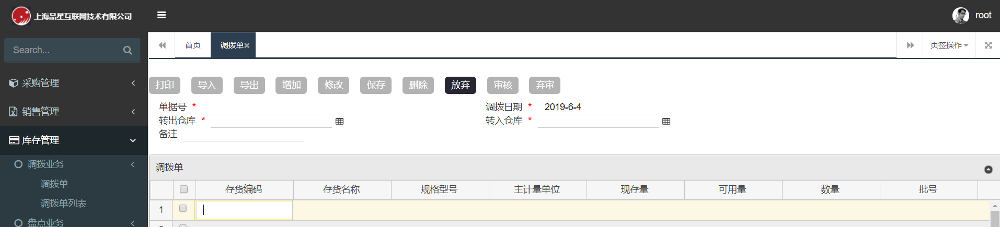 上海品星互联网技术有限公司
root
Search...
首页
调拨单
页签操作
采购管理
销售管理
库存管理
调拨业务
调拨单
调拨单列表
盘点业务
打印 导入 导出 增加 修改 保存 删除 放弃 审核 弃审
单据号 *
调拨日期 * 2019-6-4
转出仓库 *
转入仓库 *
备注
调拨单
存货编码 存货名称 规格型号 主计量单位 现存量 可用量 数量 批号
1